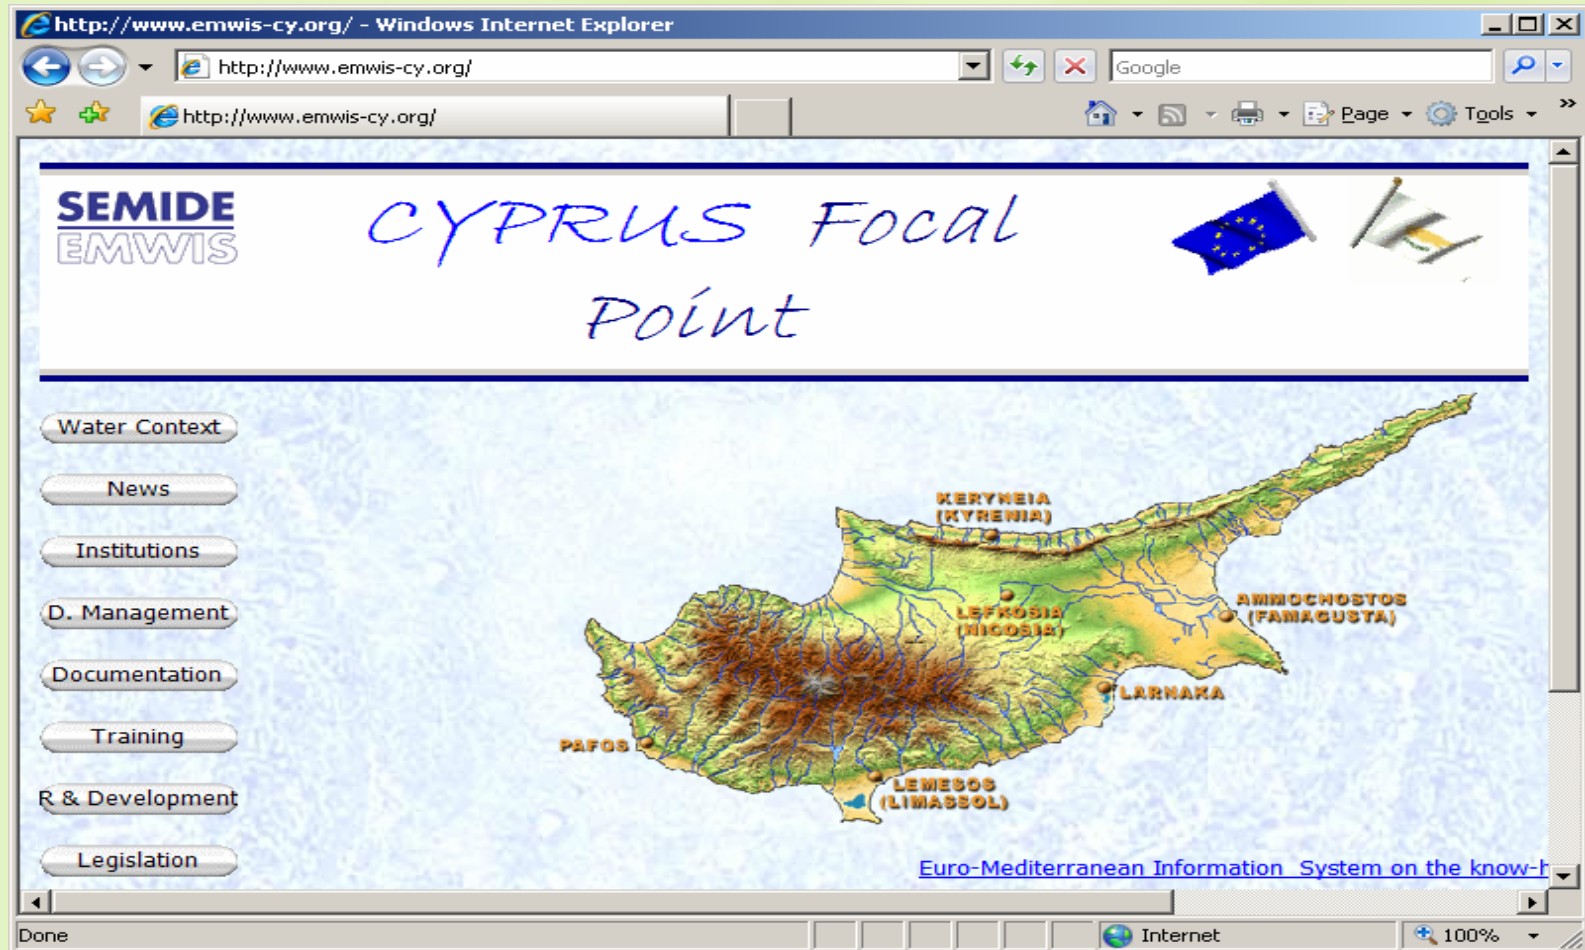 http://www.emwis-cy.org/ - Windows Internet Explorer
http://www.emwis-cy.org/
Google
http://www.emwis-cy.org/
Page
Tools
SEMIDE
EMWIS
CYPRUS Focal
Point
Water Context
News
Institutions
D. Management
Documentation
Training
R & Development
Legislation
KERYNEIA
(KYRENIA)
LEFKOSIA
(NICOSIA)
AMMOCHOSTOS
(FAMAGUSTA)
LARNAKA
PAFOS
LEMESOS
(LIMASSOL)
Euro-Mediterranean Information System on the know-h
Done
Internet
100%